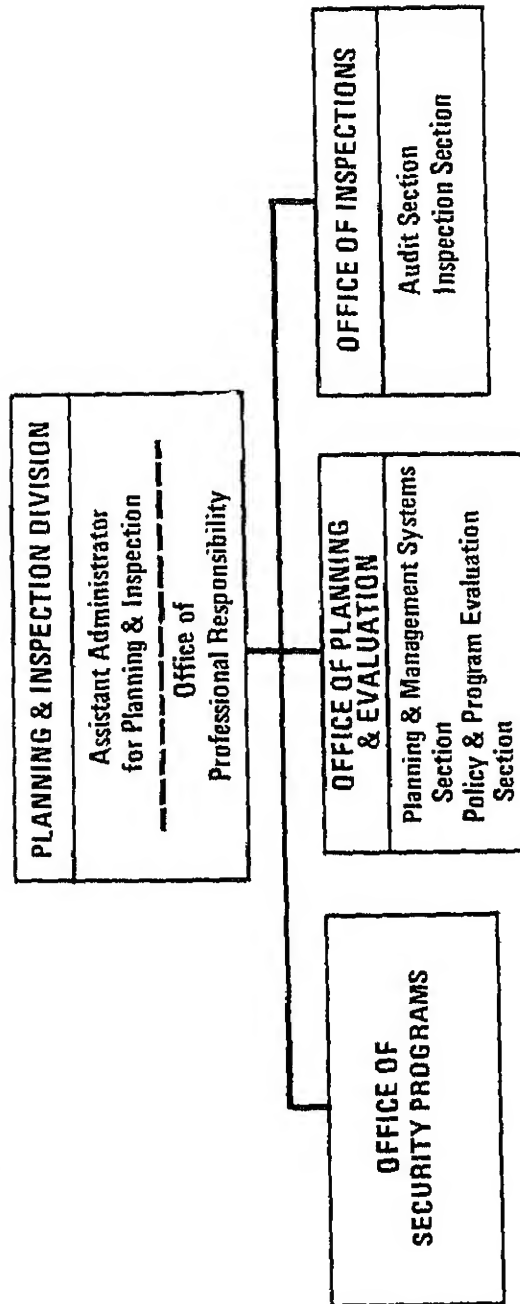 PLANNING & INSPECTION DIVISION
Assistant Administrator
for Planning & Inspection
Office of
Professional Responsibility
OFFICE OF
SECURITY PROGRAMS
OFFICE OF PLANNING
& EVALUATION
Planning & Management Systems
Section
Policy & Program Evaluation
Section
OFFICE OF INSPECTIONS
Audit Section
Inspection Section